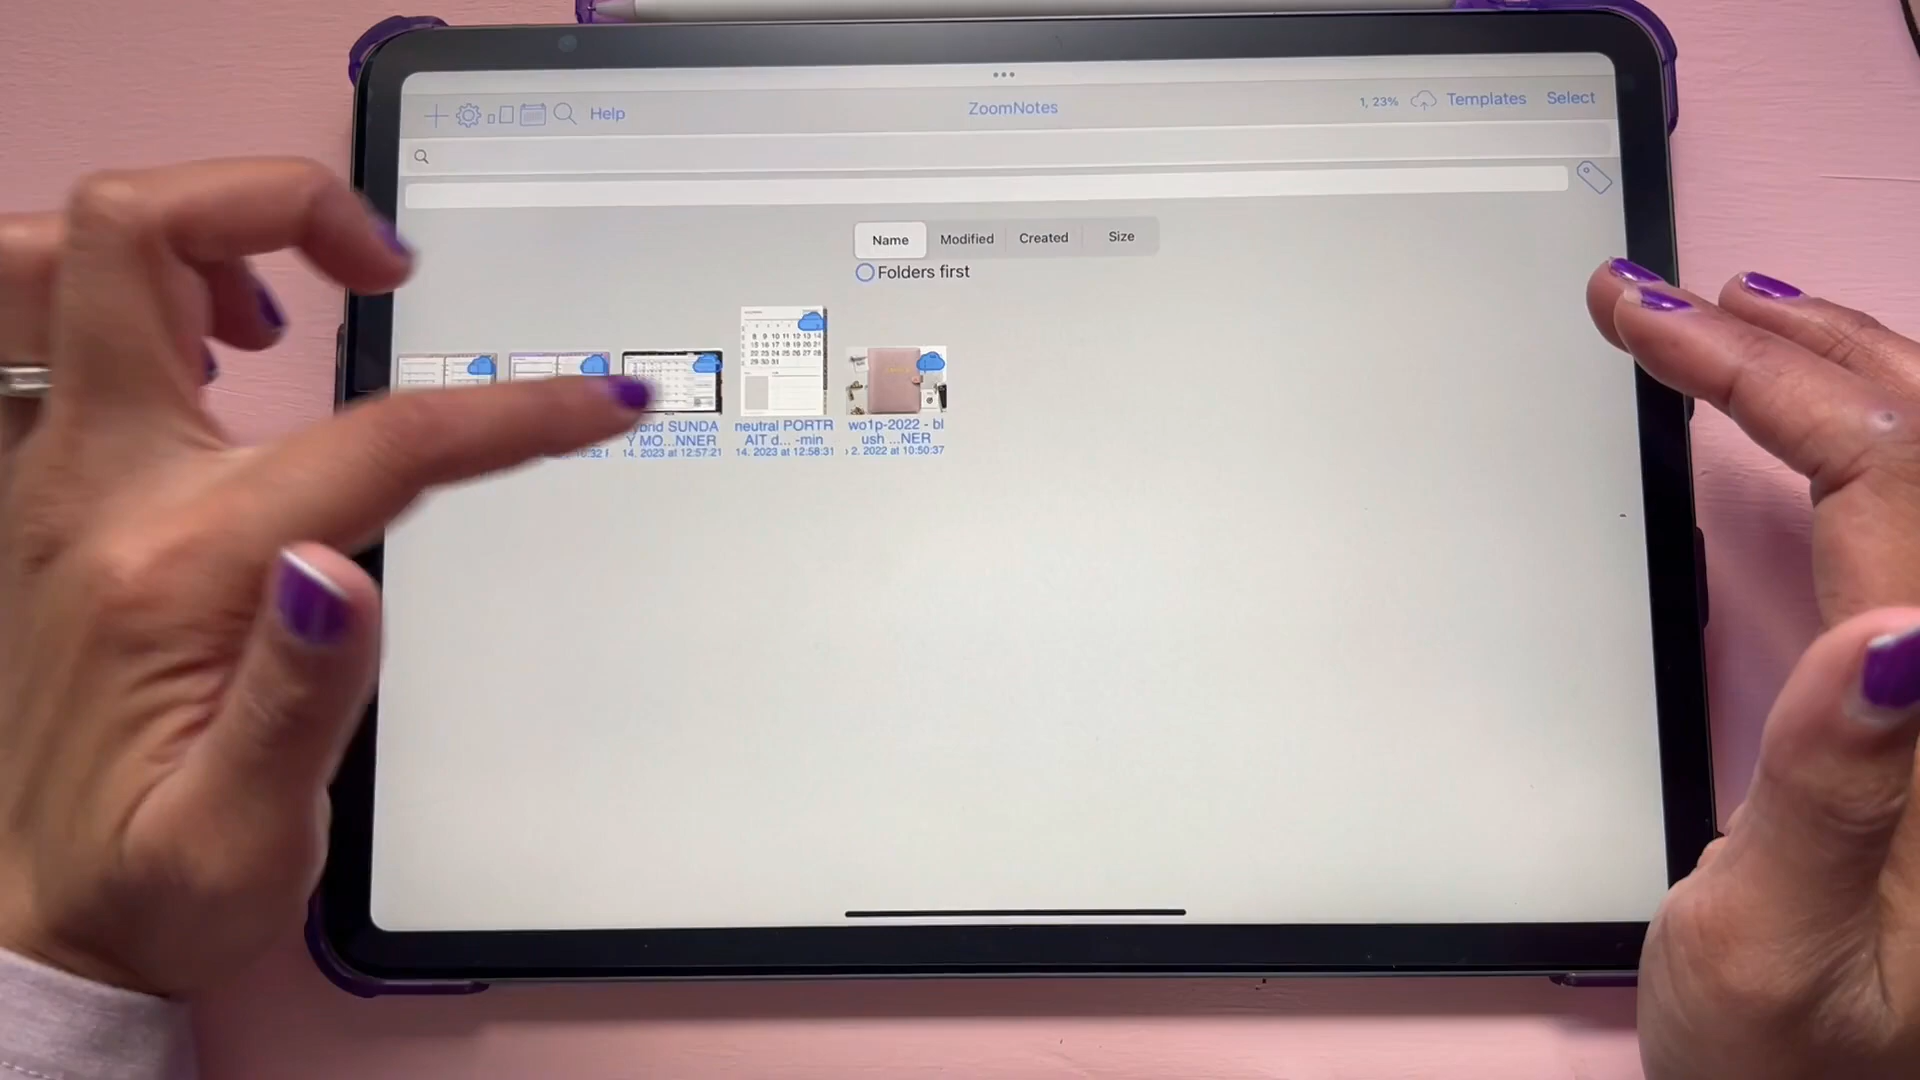 Help
ZoomNotes
1, 23%
Templates
Select
Name
Modified
Created
Size
Folders first
ybrid SUNDA
Y MO...NNER
14. 2023 at 12:57:21
neutral PORTR
AIT d... -min
14. 2023 at 12:58:31
wo1p-2022 - bl
ush ...NER
2. 2022 at 10:50:37